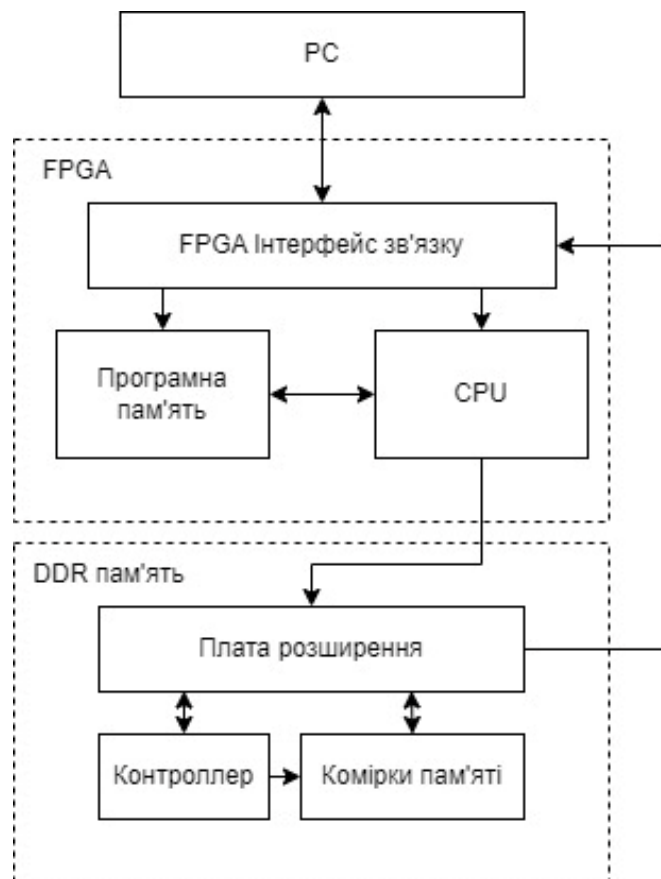 PC
FPGA
FPGA Інтерфейс зв'язку
Програмна
пам'ять
CPU
DDR пам'ять
Плата розширення
Контроллер
Комірки пам'яті